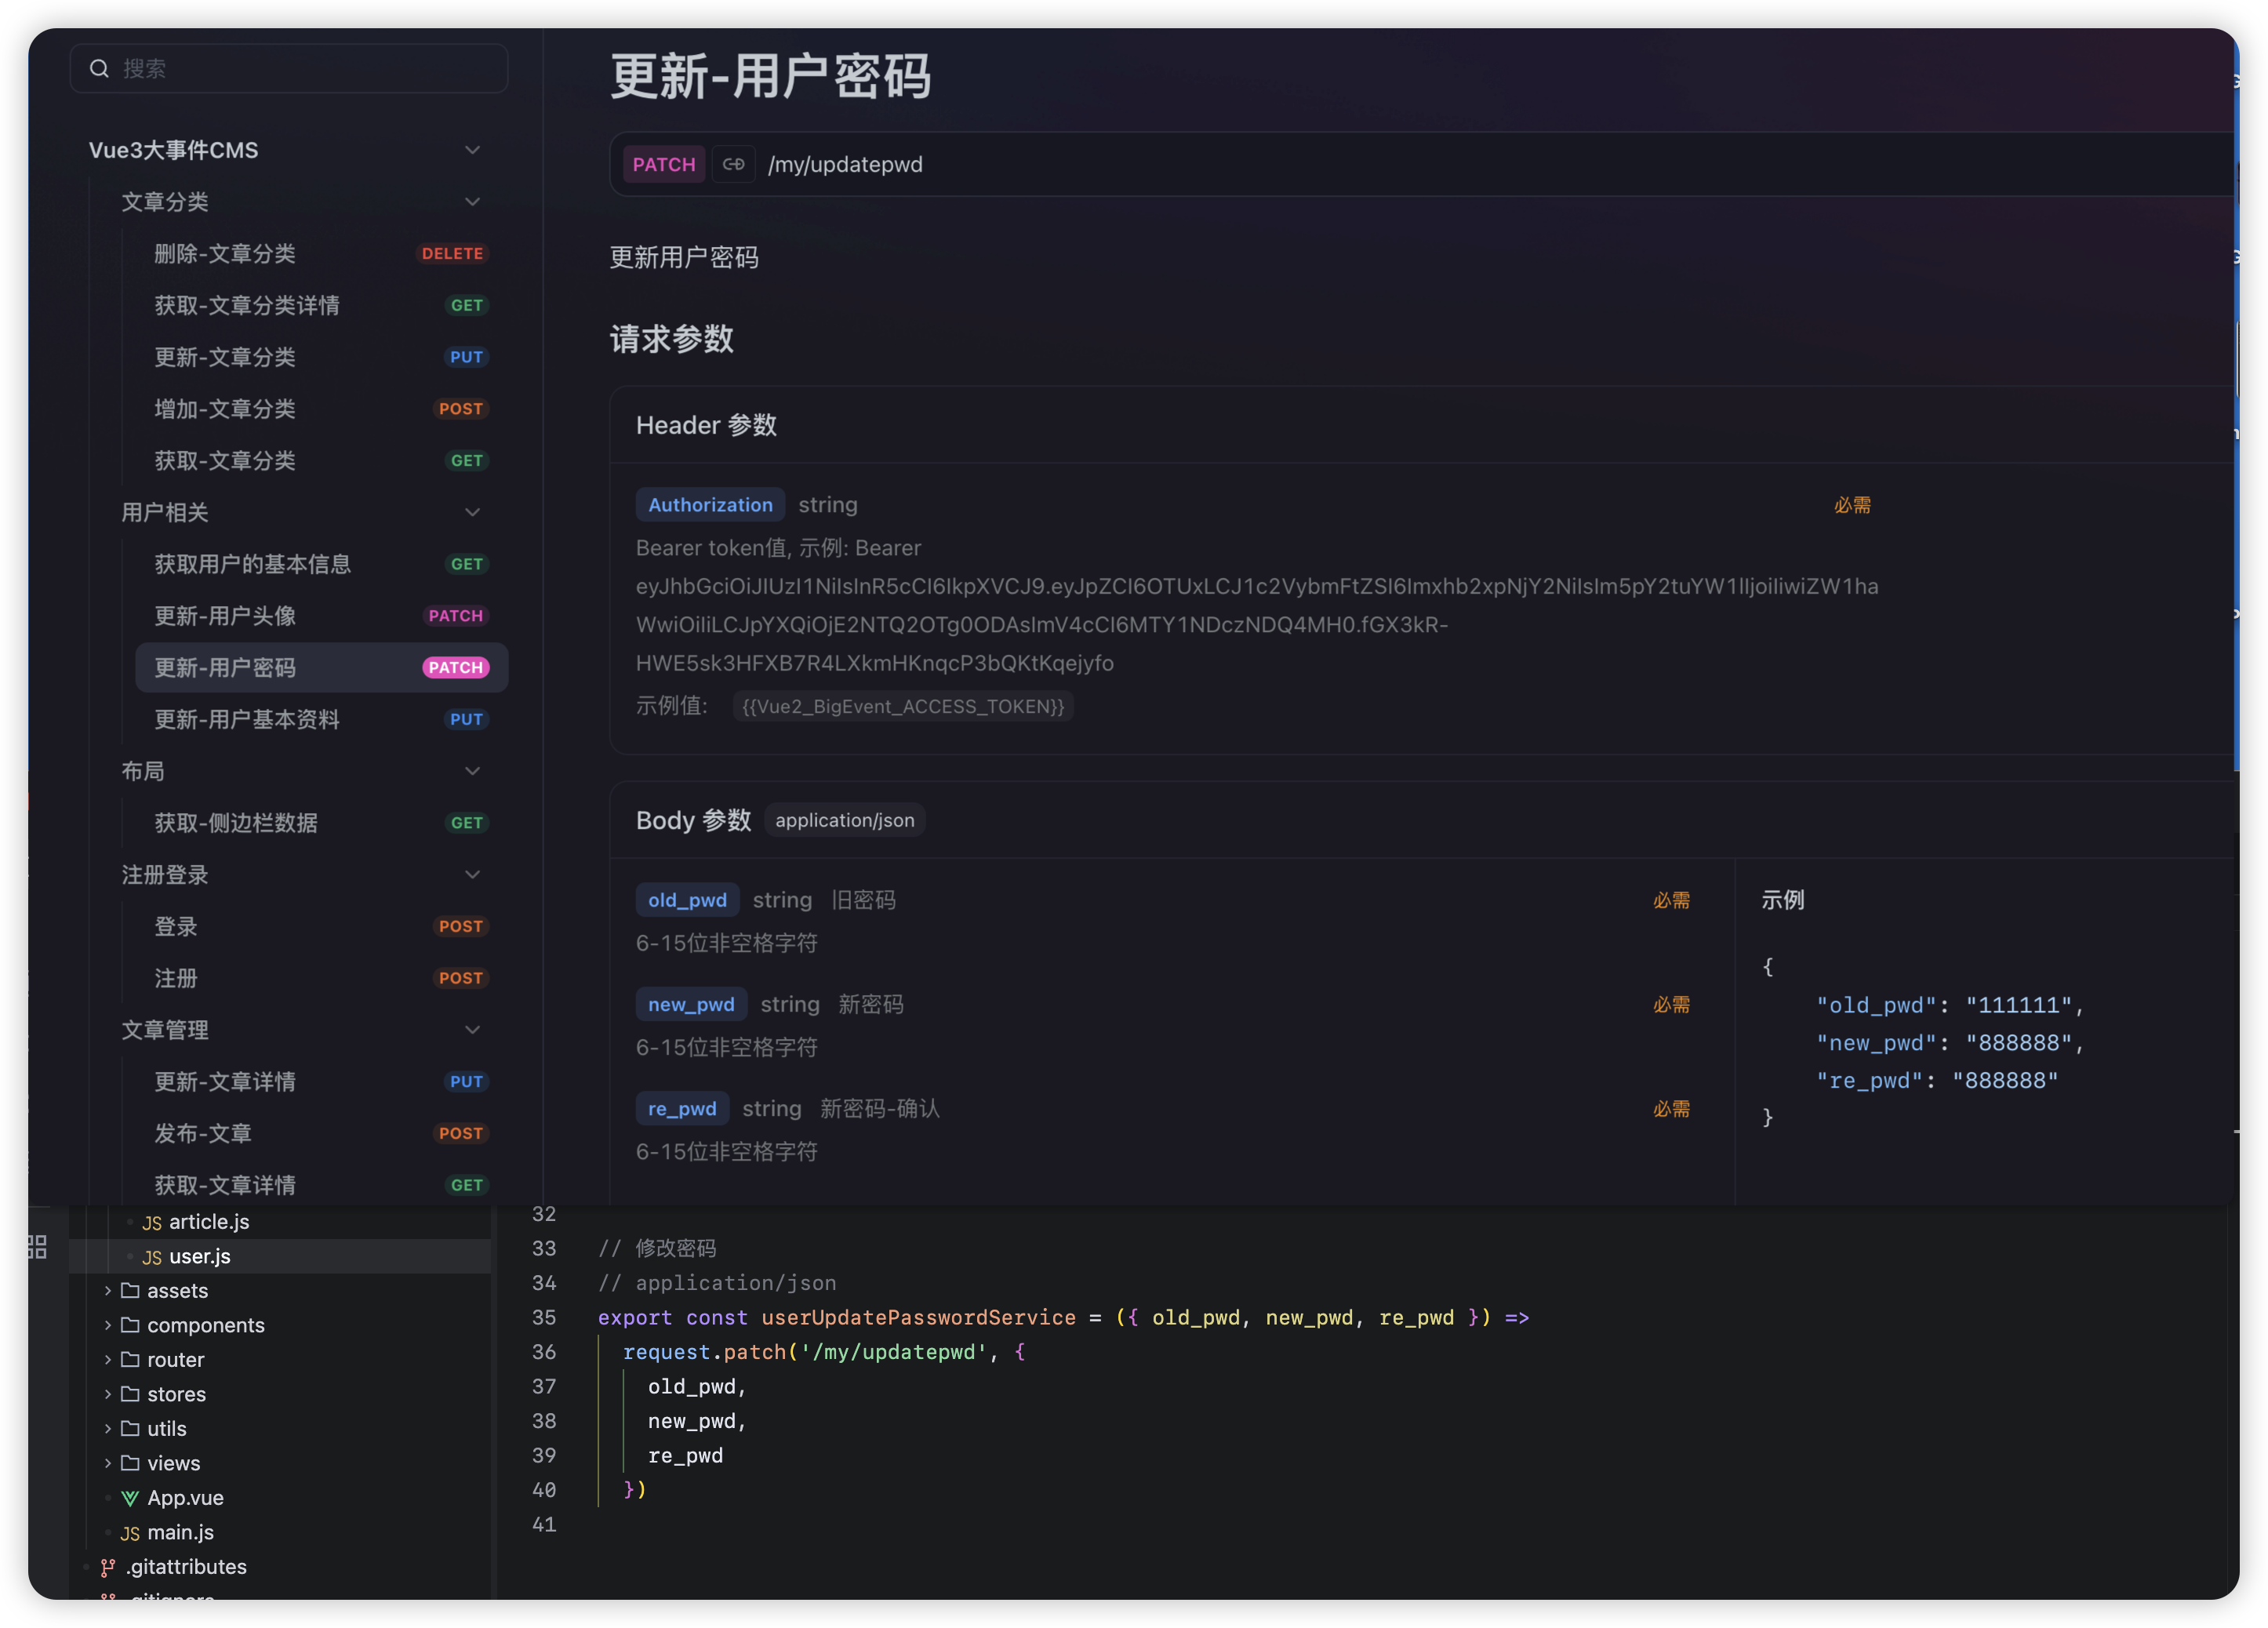 搜索
Vue3大事件CMS
文章分类
删除-文章分类 DELETE
获取-文章分类详情 GET
更新-文章分类 PUT
增加-文章分类 POST
获取-文章分类 GET
用户相关
获取用户的基本信息 GET
更新-用户头像 PATCH
更新-用户密码 PATCH
更新-用户基本资料 PUT
布局
获取-侧边栏数据 GET
注册登录
登录 POST
注册 POST
文章管理
更新-文章详情 PUT
发布-文章 POST
获取-文章详情 GET
更新-用户密码
PATCH /my/updatepwd
更新用户密码
请求参数
Header 参数
Authorization string 必需
Bearer token值, 示例: Bearer
示例值: {{Vue2_BigEvent_ACCESS_TOKEN}}
Body 参数 application/json
old_pwd string 旧密码 必需
6-15位非空格字符
new_pwd string 新密码 必需
6-15位非空格字符
re_pwd string 新密码-确认 必需
6-15位非空格字符
示例
{
"old_pwd": "111111",
"new_pwd": "888888",
"re_pwd": "888888"
}
JS article.js
JS user.js
assets
components
router
stores
utils
views
App.vue
JS main.js
.gitattributes
32
33 // 修改密码
34 // application/json
35 export const userUpdatePasswordService = ({ old_pwd, new_pwd, re_pwd }) =>
36 request.patch('/my/updatepwd', {
37 old_pwd,
38 new_pwd,
39 re_pwd
40 })
41